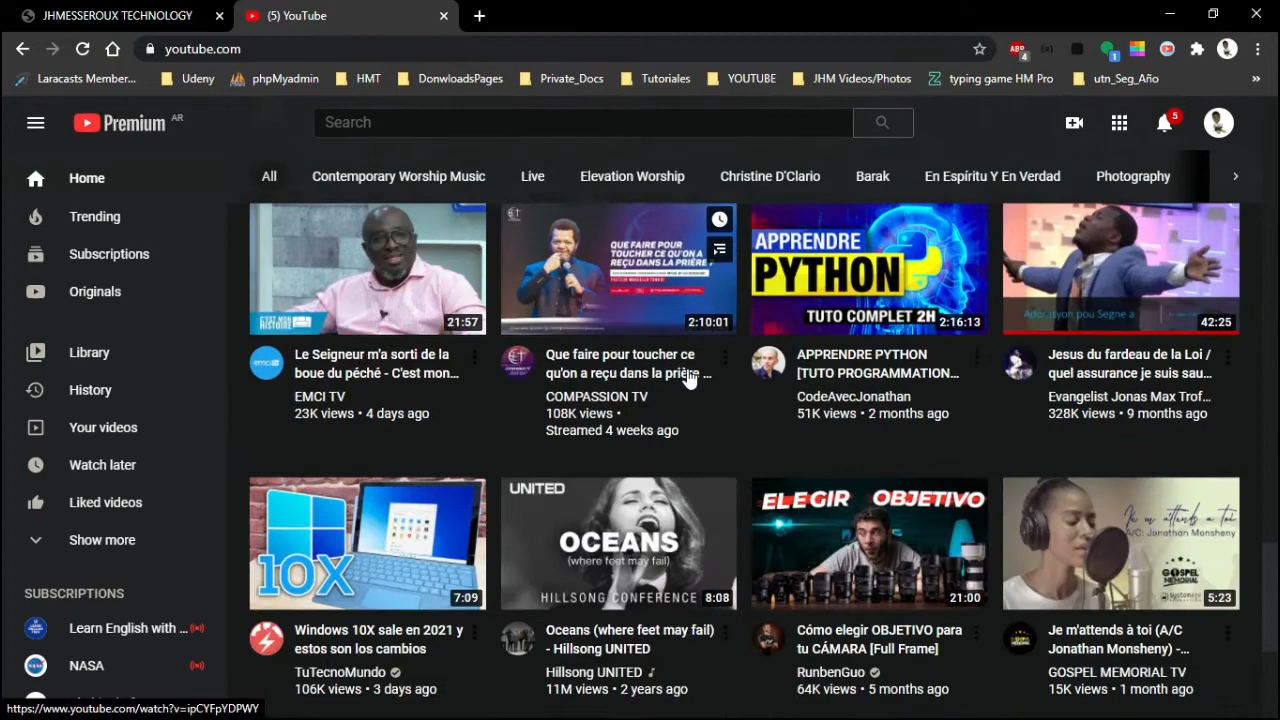 JHMESSEROUX TECHNOLOGY
(5) YouTube
youtube.com
ABP
4
1
Laracasts Member...
Udeny
phpMyadmin
HMT
DonwloadsPages
Private_Docs
Tutoriales
YOUTUBE
JHM Videos/Photos
typing game HM Pro
utn_Seg_Año
Premium AR
Search
5
Home
Trending
Subscriptions
Originals
Library
History
Your videos
Watch later
Liked videos
Show more
SUBSCRIPTIONS
Learn English with ...
NASA
All
Contemporary Worship Music
Live
Elevation Worship
Christine D'Clario
Barak
En Espíritu Y En Verdad
Photography
C'EST MON
HISTOIRE
21:57
Le Seigneur m'a sorti de la
boue du péché - C'est mon...
EMCI TV
23K views • 4 days ago
QUE FAIRE POUR
TOUCHER CE QU'ON A
REÇU DANS LA PRIÈRE
2:10:01
Que faire pour toucher ce
qu'on a reçu dans la prière ...
COMPASSION TV
108K views •
Streamed 4 weeks ago
APPRENDRE
PYTHON
TUTO COMPLET 2H
2:16:13
APPRENDRE PYTHON
[TUTO PROGRAMMATION...
CodeAvecJonathan
51K views • 2 months ago
Adorasyon pou Segne a
42:25
Jesus du fardeau de la Loi /
quel assurance je suis sau...
Evangelist Jonas Max Trof...
328K views • 9 months ago
10X
7:09
Windows 10X sale en 2021 y
estos son los cambios
TuTecnoMundo
106K views • 3 days ago
UNITED
OCEANS
(where feet may fail)
HILLSONG CONFERENCE
8:08
Oceans (where feet may fail)
- Hillsong UNITED
Hillsong UNITED
11M views • 2 years ago
ELEGIR OBJETIVO
21:00
Cómo elegir OBJETIVO para
tu CÁMARA [Full Frame]
RunbenGuo
64K views • 5 months ago
Je m'attends à toi
A/C: Jonathan Monsheny
GOSPEL
MEMORIAL
5:23
Je m'attends à toi (A/C
Jonathan Monsheny) -...
GOSPEL MEMORIAL TV
15K views • 1 month ago
https://www.youtube.com/watch?v=ipCYFpYDPWY